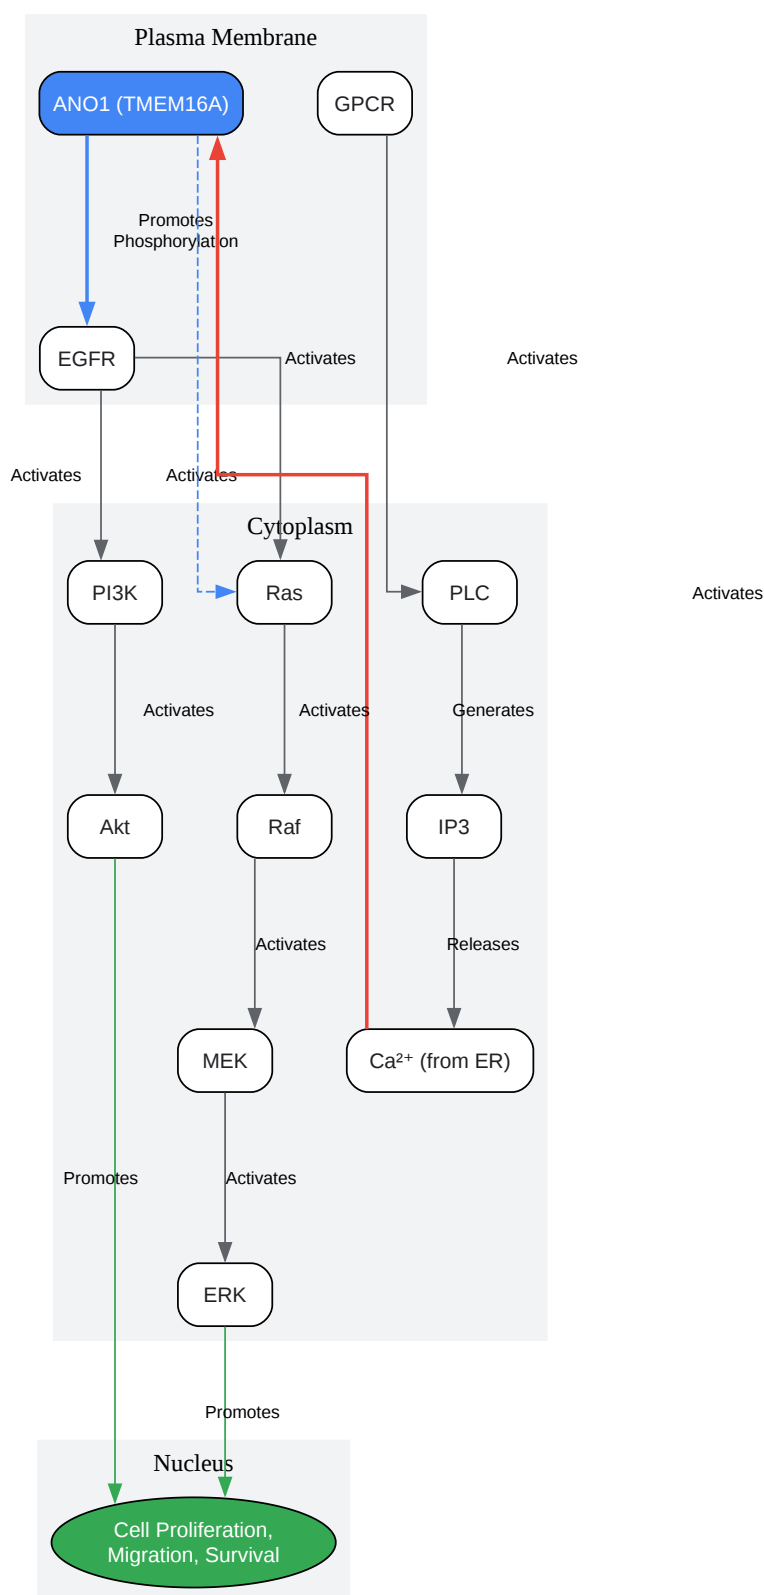 Plasma Membrane
ANO1 (TMEM16A)
GPCR
Promotes
Phosphorylation
EGFR
Activates
Activates
Activates
Activates
Cytoplasm
PI3K
Ras
PLC
Activates
Activates
Activates
Generates
Akt
Raf
IP3
Activates
Releases
MEK
Ca²⁺ (from ER)
Promotes
Activates
ERK
Promotes
Nucleus
Cell Proliferation,
Migration, Survival